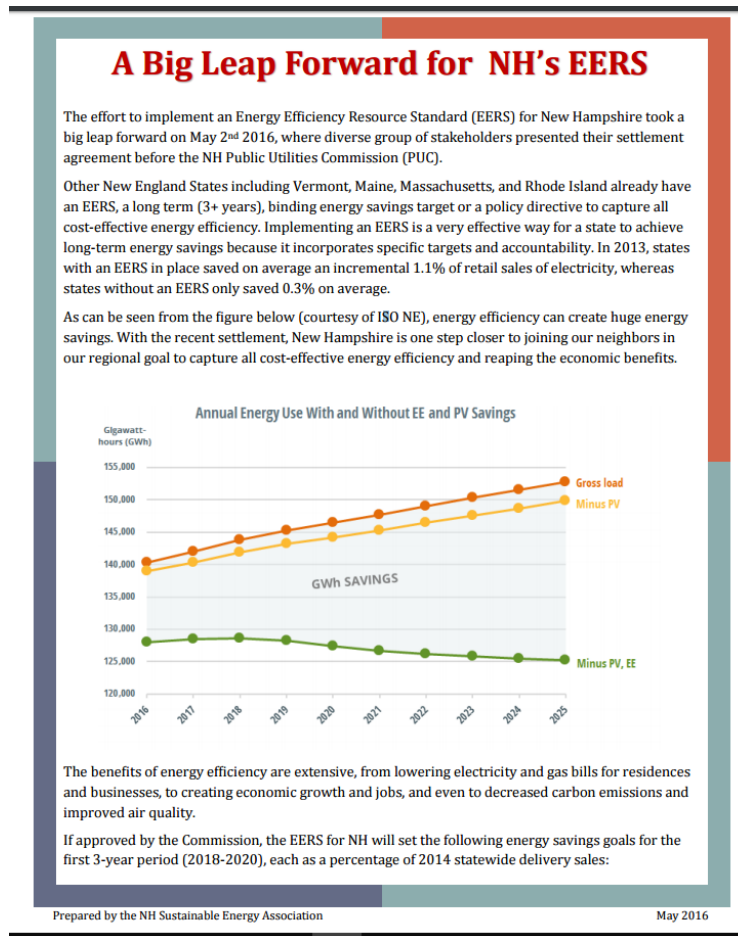 A Big Leap Forward for NH's EERS
The effort to implement an Energy Efficiency Resource Standard (EERS) for New Hampshire took a
big leap forward on May 2nd 2016, where diverse group of stakeholders presented their settlement
agreement before the NH Public Utilities Commission (PUC).
Other New England States including Vermont, Maine, Massachusetts, and Rhode Island already have
an EERS, a long term (3+ years), binding energy savings target or a policy directive to capture all
cost-effective energy efficiency. Implementing an EERS is a very effective way for a state to achieve
long-term energy savings because it incorporates specific targets and accountability. In 2013, states
with an EERS in place saved on average an incremental 1.1% of retail sales of electricity, whereas
states without an EERS only saved 0.3% on average.
As can be seen from the figure below (courtesy of ISO NE), energy efficiency can create huge energy
savings. With the recent settlement, New Hampshire is one step closer to joining our neighbors in
our regional goal to capture all cost-effective energy efficiency and reaping the economic benefits.
Annual Energy Use With and Without EE and PV Savings
Gigawatt-
hours (GWh)
155,000
Gross load
150,000
Minus PV
145,000
140,000
GWh SAVINGS
135,000
130,000
125,000
Minus PV, EE
120,000
2016 2017 2018 2019 2020 2021 2022 2023 2024 2025
The benefits of energy efficiency are extensive, from lowering electricity and gas bills for residences
and businesses, to creating economic growth and jobs, and even to decreased carbon emissions and
improved air quality.
If approved by the Commission, the EERS for NH will set the following energy savings goals for the
first 3-year period (2018-2020), each as a percentage of 2014 statewide delivery sales:
Prepared by the NH Sustainable Energy Association May 2016